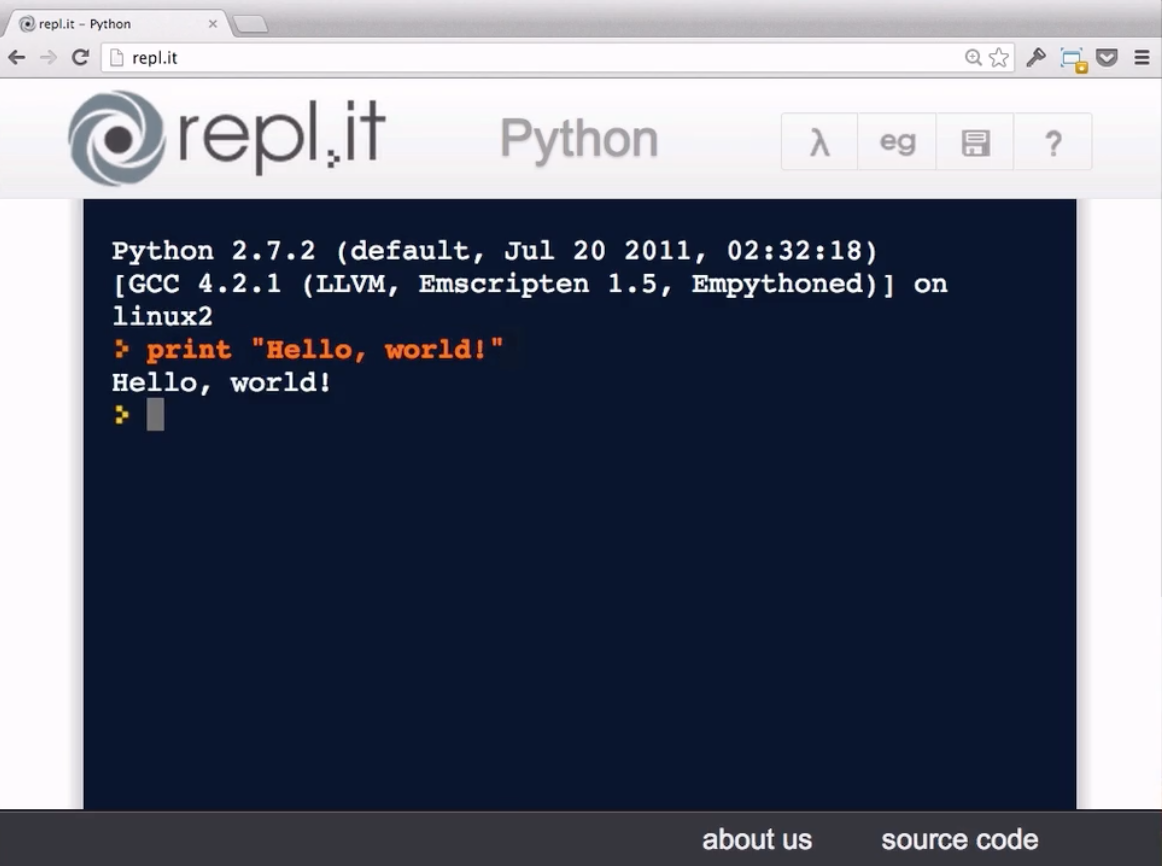 repl.it – Python
repl.it
repl.it
Python
λ
eg
?
Python 2.7.2 (default, Jul 20 2011, 02:32:18)
[GCC 4.2.1 (LLVM, Emscripten 1.5, Empythoned)] on
linux2
> print "Hello, world!"
Hello, world!
>
about us
source code